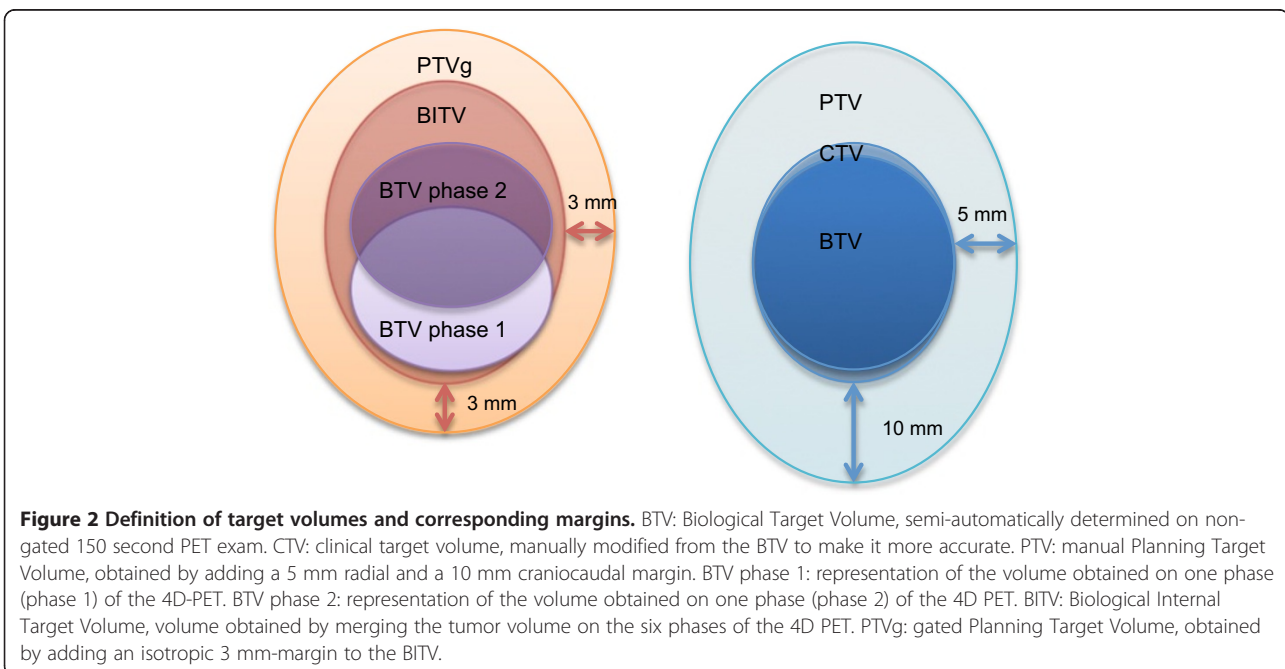 PTVg
BITV
BTV phase 2
3 mm
BTV phase 1
3 mm
PTV
CTV
5 mm
BTV
10 mm
Figure 2 Definition of target volumes and corresponding margins. BTV: Biological Target Volume, semi-automatically determined on non-
gated 150 second PET exam. CTV: clinical target volume, manually modified from the BTV to make it more accurate. PTV: manual Planning Target
Volume, obtained by adding a 5 mm radial and a 10 mm craniocaudal margin. BTV phase 1: representation of the volume obtained on one phase
(phase 1) of the 4D-PET. BTV phase 2: representation of the volume obtained on one phase (phase 2) of the 4D PET. BITV: Biological Internal
Target Volume, volume obtained by merging the tumor volume on the six phases of the 4D PET. PTVg: gated Planning Target Volume, obtained
by adding an isotropic 3 mm-margin to the BITV.